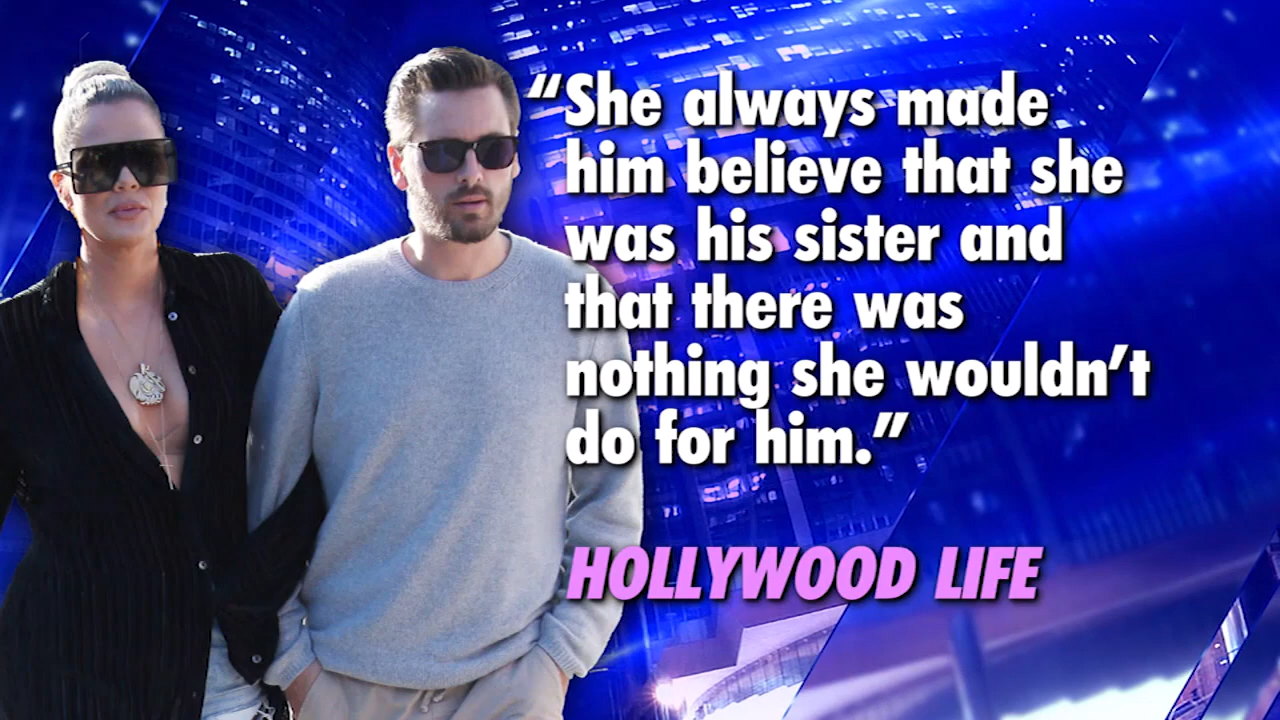 “She always made
him believe that she
was his sister and
that there was
nothing she wouldn’t
do for him.”
HOLLYWOOD LIFE